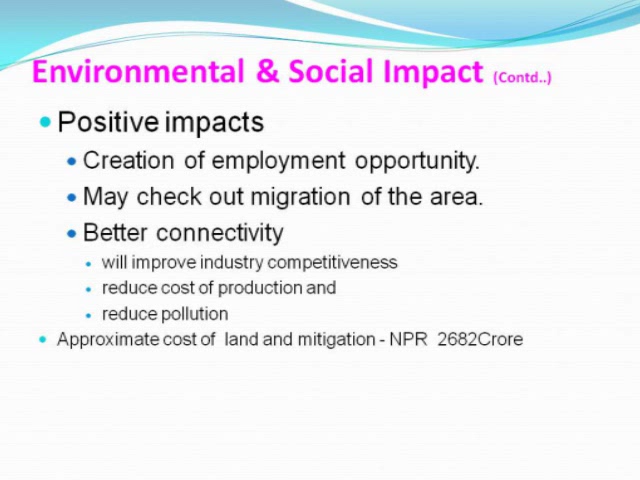 Environmental & Social Impact (Contd..)
Positive impacts
Creation of employment opportunity.
May check out migration of the area.
Better connectivity
will improve industry competitiveness
reduce cost of production and
reduce pollution
Approximate cost of land and mitigation - NPR 2682Crore